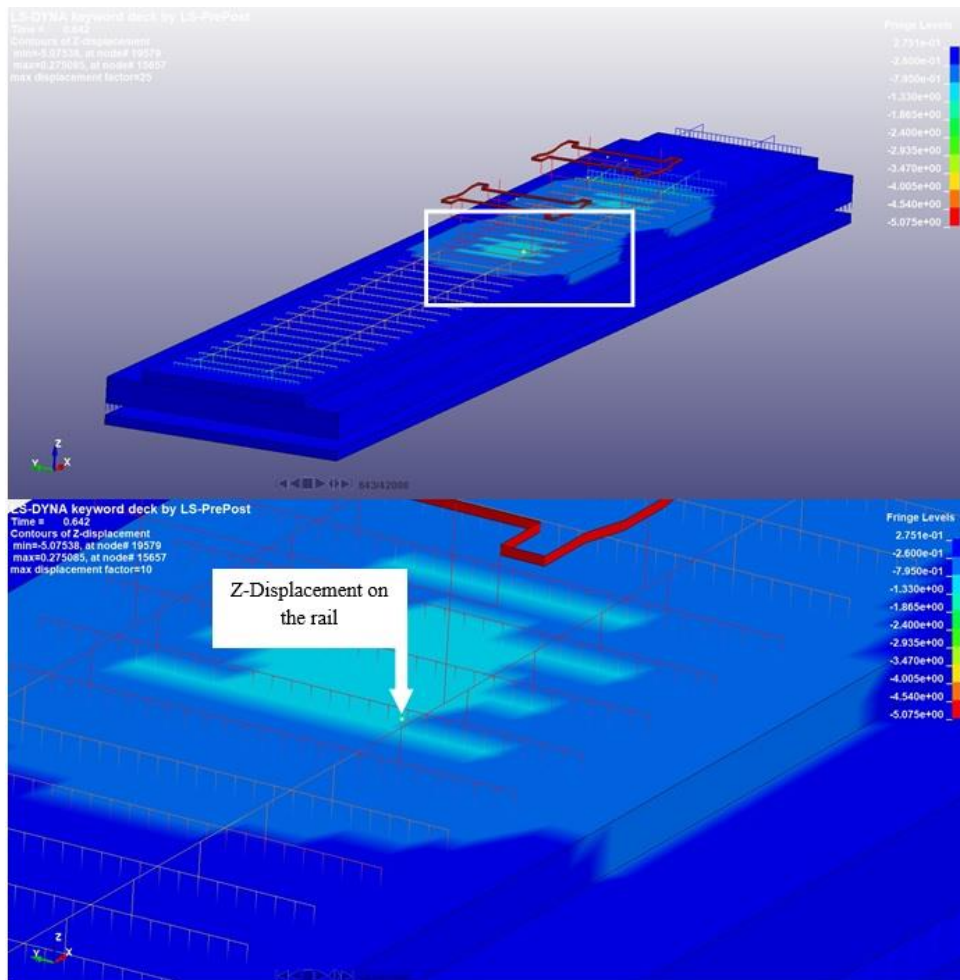 LS-DYNA keyword deck by LS-PrePost
Time = 0.642
Contours of Z-displacement
min=-5.07538, at node# 19579
max=0.275085, at node# 15657
max displacement factor=25
Fringe Levels
2.751e-01
-2.600e-01
-7.950e-01
-1.330e+00
-1.865e+00
-2.400e+00
-2.935e+00
-3.470e+00
-4.005e+00
-4.540e+00
-5.075e+00
Z
Y
X
643/42000
LS-DYNA keyword deck by LS-PrePost
Time = 0.642
Contours of Z-displacement
min=-5.07538, at node# 19579
max=0.275085, at node# 15657
max displacement factor=10
Fringe Levels
2.751e-01
-2.600e-01
-7.950e-01
-1.330e+00
-1.865e+00
-2.400e+00
-2.935e+00
-3.470e+00
-4.005e+00
-4.540e+00
-5.075e+00
Z-Displacement on
the rail
Z
Y
X